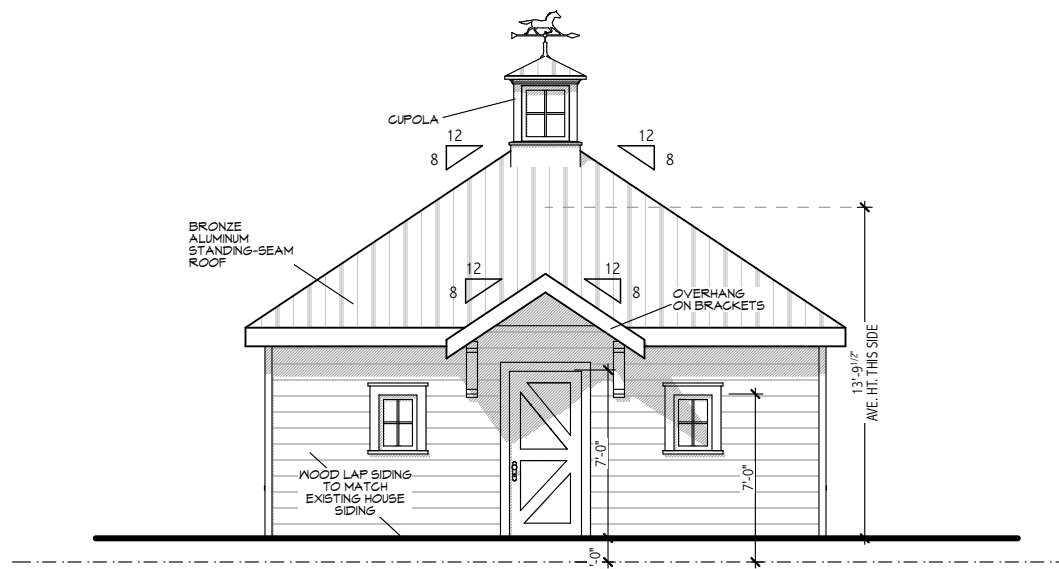 CUPOLA
12
8
12
8
BRONZE
ALUMINUM
STANDING-SEAM
ROOF
12
8
12
8
OVERHANG
ON BRACKETS
13'-9 1/2"
AVE. HT. THIS SIDE
7'-0"
7'-0"
WOOD LAP SIDING
TO MATCH
EXISTING HOUSE
SIDING